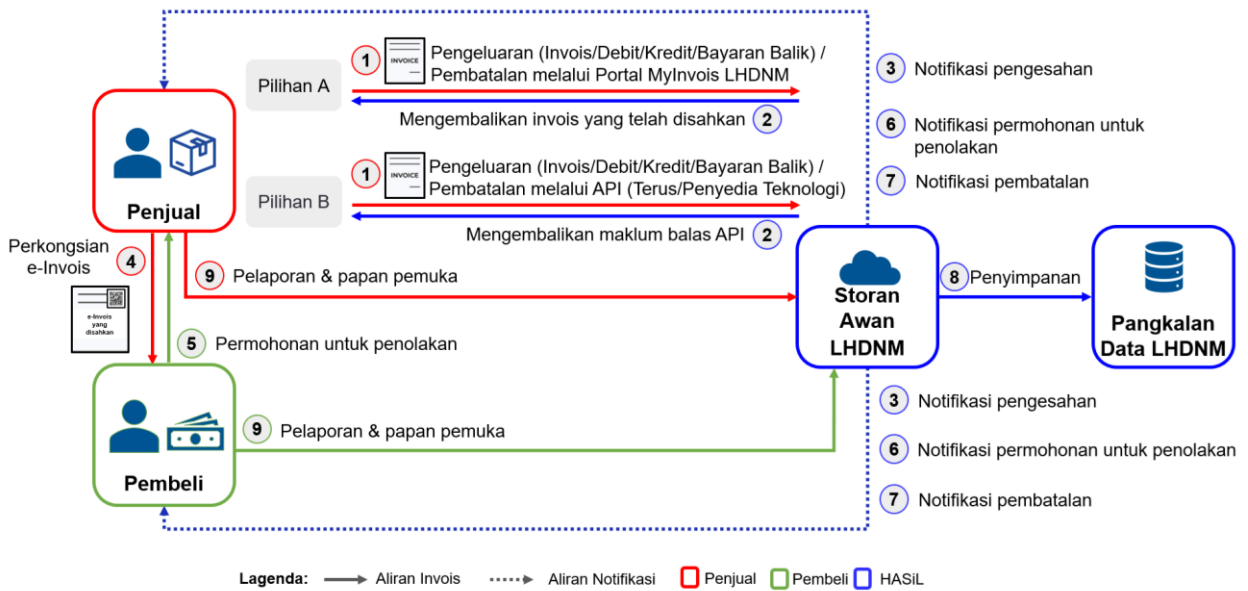 Pilihan A
1
INVOICE
Pengeluaran (Invois/Debit/Kredit/Bayaran Balik) /
Pembatalan melalui Portal MyInvois LHDNM
Mengembalikan invois yang telah disahkan 2
Pilihan B
1
INVOICE
Pengeluaran (Invois/Debit/Kredit/Bayaran Balik) /
Pembatalan melalui API (Terus/Penyedia Teknologi)
Mengembalikan maklum balas API 2
3 Notifikasi pengesahan
6 Notifikasi permohonan untuk
penolakan
7 Notifikasi pembatalan
Penjual
Perkongsian
e-Invois
4
e-Invois
yang
disahkan
9 Pelaporan & papan pemuka
5 Permohonan untuk penolakan
Storan
Awan
LHDNM
8 Penyimpanan
Pangkalan
Data LHDNM
Pembeli
9 Pelaporan & papan pemuka
3 Notifikasi pengesahan
6 Notifikasi permohonan untuk penolakan
7 Notifikasi pembatalan
Lagenda: Aliran Invois Aliran Notifikasi Penjual Pembeli HASiL